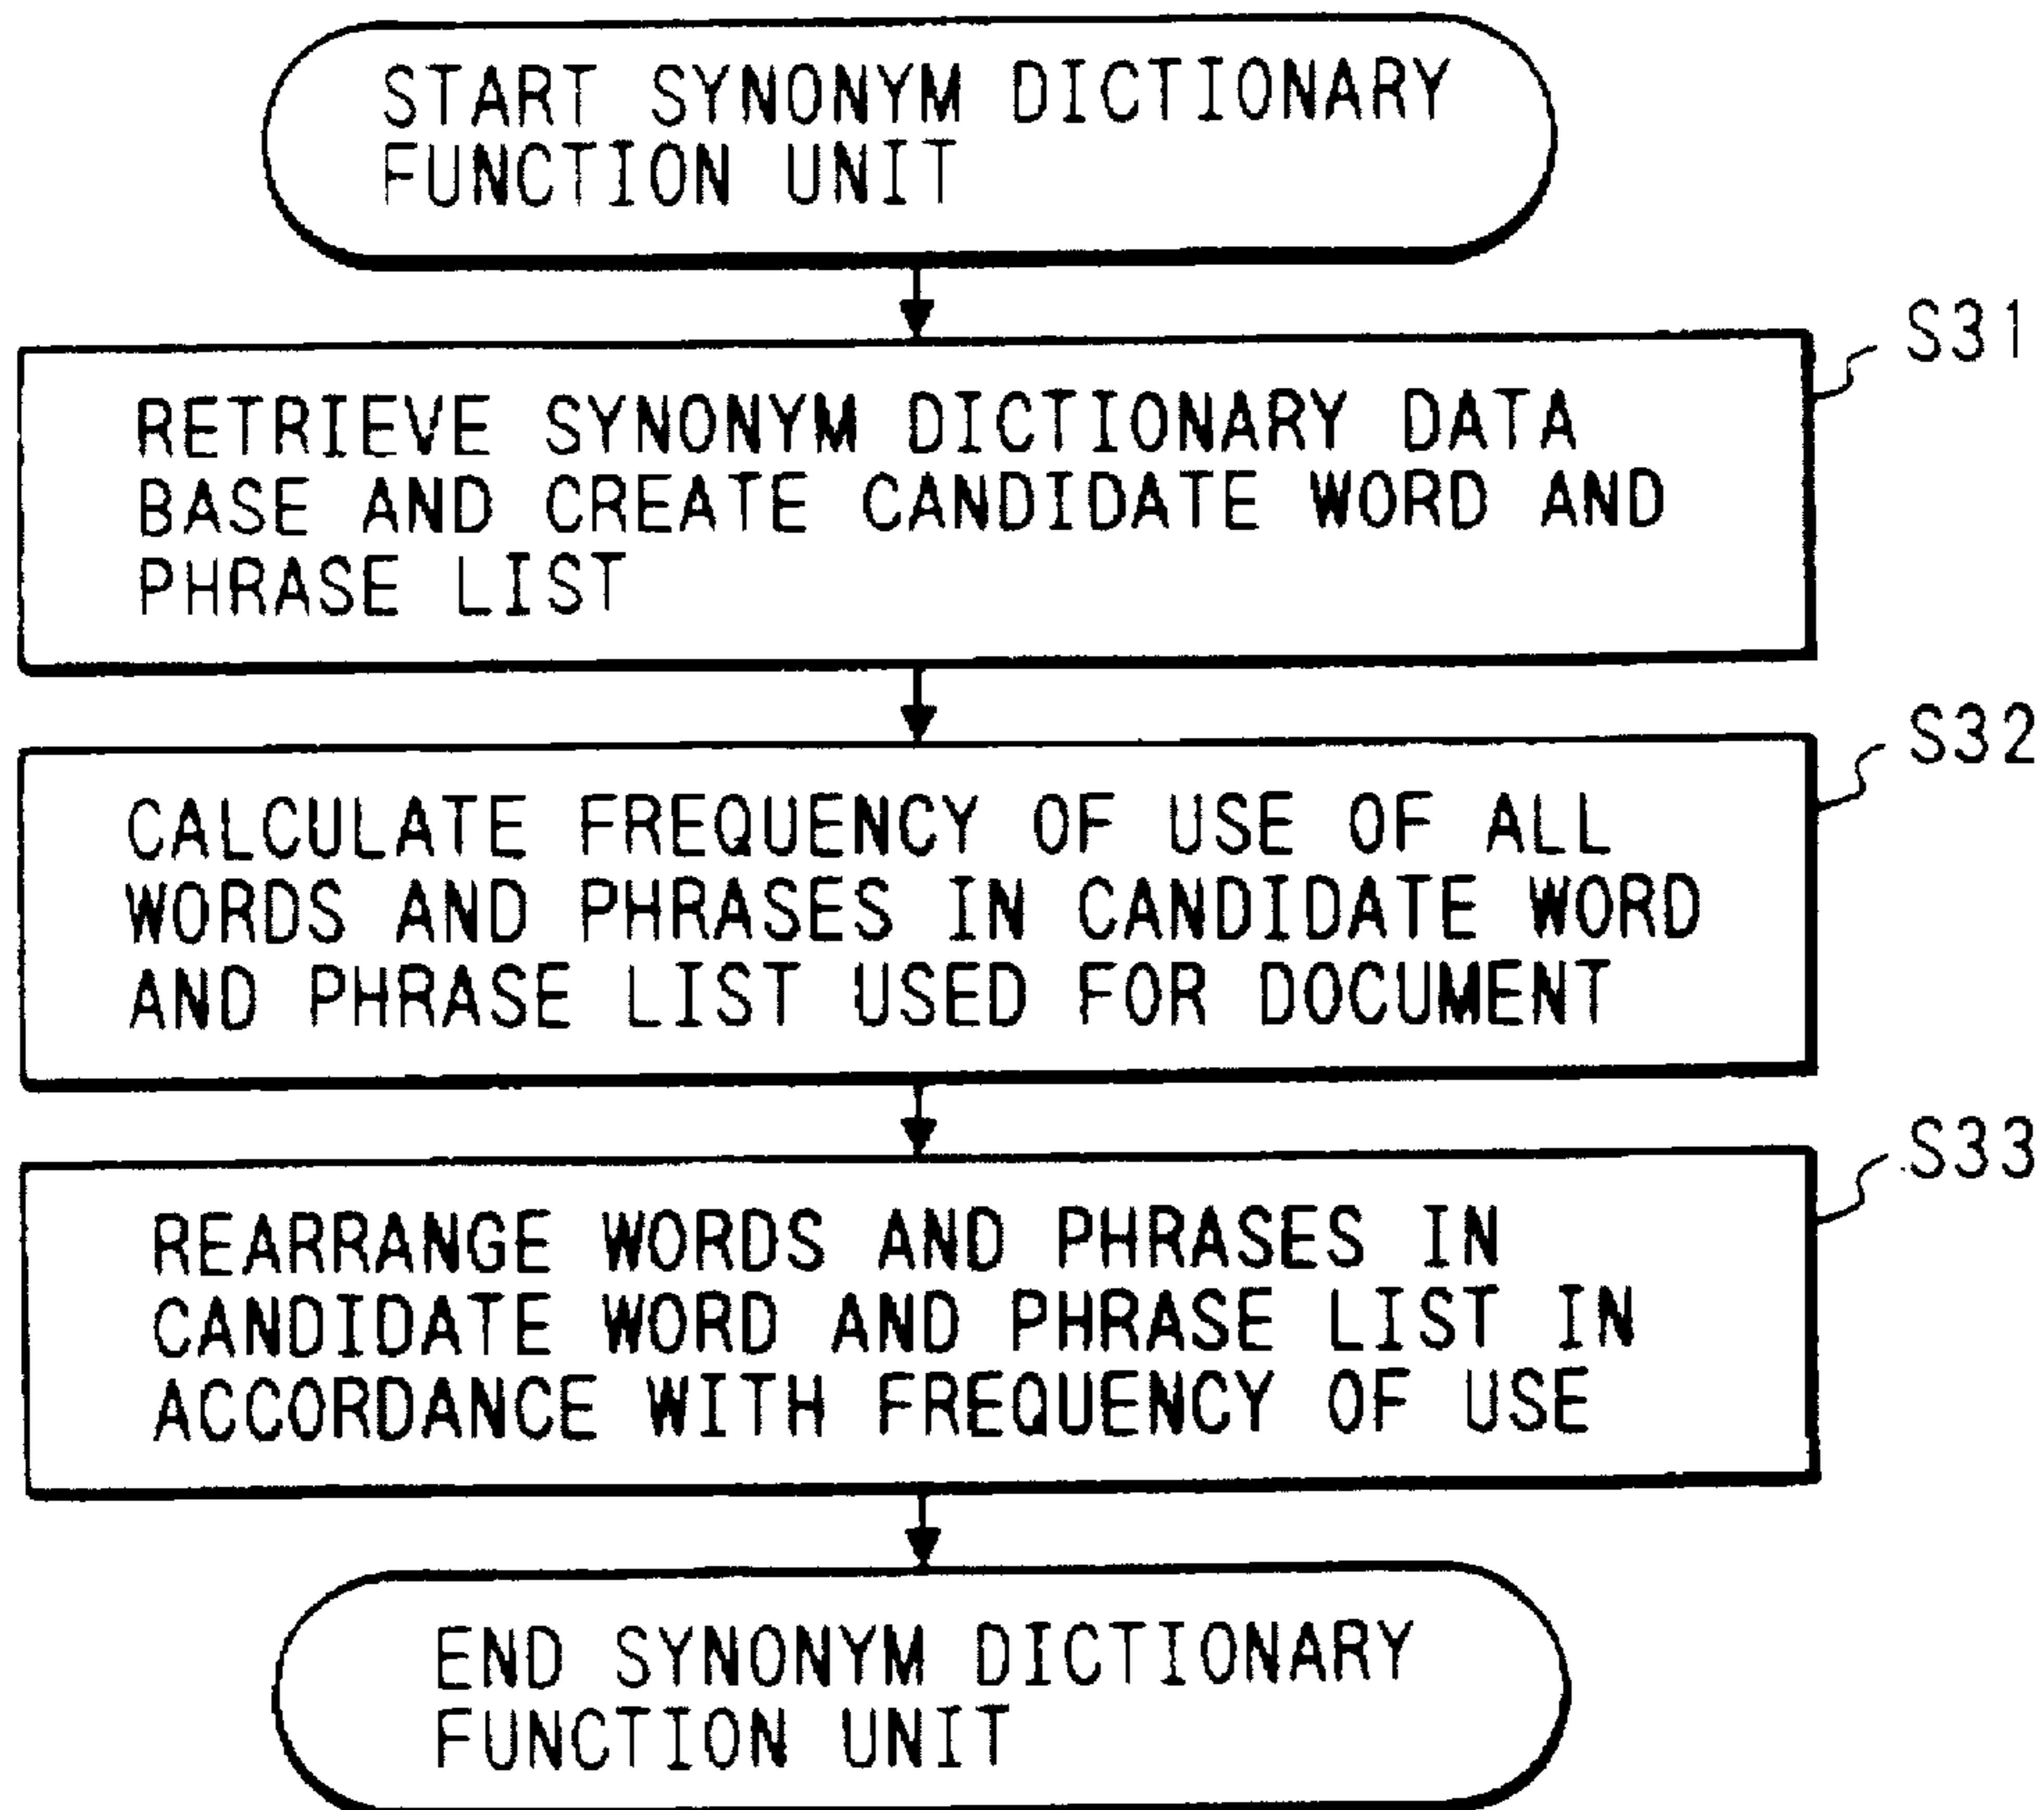 START SYNONYM DICTIONARY
FUNCTION UNIT
S31
RETRIEVE SYNONYM DICTIONARY DATA
BASE AND CREATE CANDIDATE WORD AND
PHRASE LIST
S32
CALCULATE FREQUENCY OF USE OF ALL
WORDS AND PHRASES IN CANDIDATE WORD
AND PHRASE LIST USED FOR DOCUMENT
S33
REARRANGE WORDS AND PHRASES IN
CANDIDATE WORD AND PHRASE LIST IN
ACCORDANCE WITH FREQUENCY OF USE
END SYNONYM DICTIONARY
FUNCTION UNIT